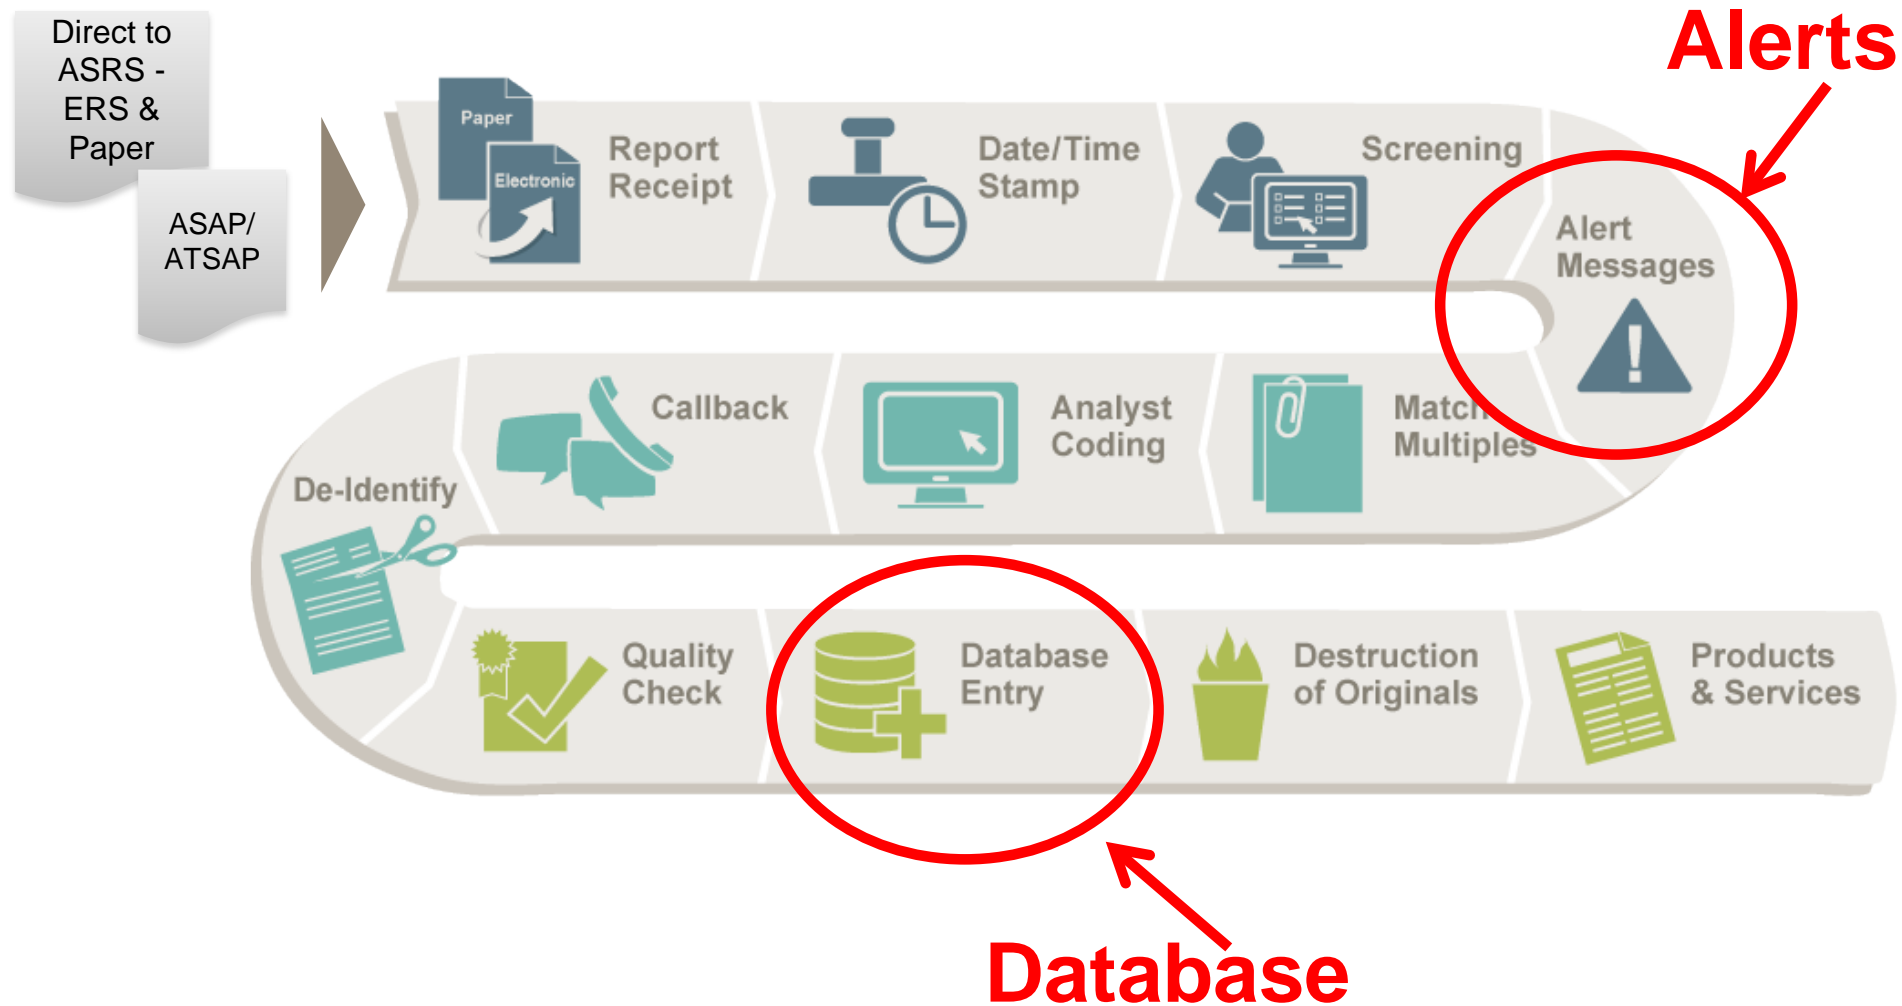 Direct to
ASRS -
ERS &
Paper
ASAP/
ATSAP
Alerts
Paper
Electronic
Report
Receipt
Date/Time
Stamp
Screening
Alert
Messages
Match
Multiples
Analyst
Coding
Callback
De-Identify
Quality
Check
Database
Entry
Destruction
of Originals
Products
& Services
Database